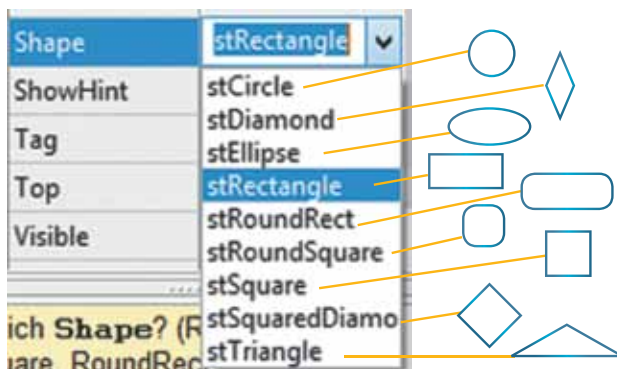 Shape
stRectangle
ShowHint
stCircle
stDiamond
Tag
stEllipse
Top
stRectangle
stRoundRect
Visible
stRoundSquare
stSquare
ich Shape? (R
stSquaredDiamo
uare, RoundRec
stTriangle